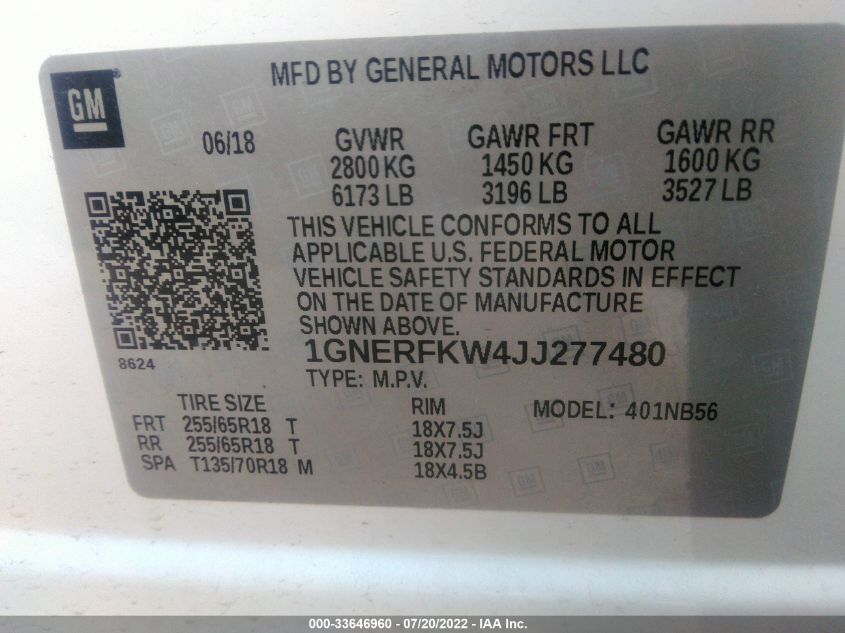 MFD BY GENERAL MOTORS LLC
GM
06/18 GVWR GAWR FRT GAWR RR
2800 KG 1450 KG 1600 KG
6173 LB 3196 LB 3527 LB
THIS VEHICLE CONFORMS TO ALL
APPLICABLE U.S. FEDERAL MOTOR
VEHICLE SAFETY STANDARDS IN EFFECT
ON THE DATE OF MANUFACTURE
SHOWN ABOVE.
8624
1GNERFKW4JJ277480
TYPE: M.P.V.
TIRE SIZE RIM MODEL: 401NB56
FRT 255/65R18 T 18X7.5J
RR 255/65R18 T 18X7.5J
SPA T135/70R18 M 18X4.5B
000-33646960 - 07/20/2022 - IAA Inc.